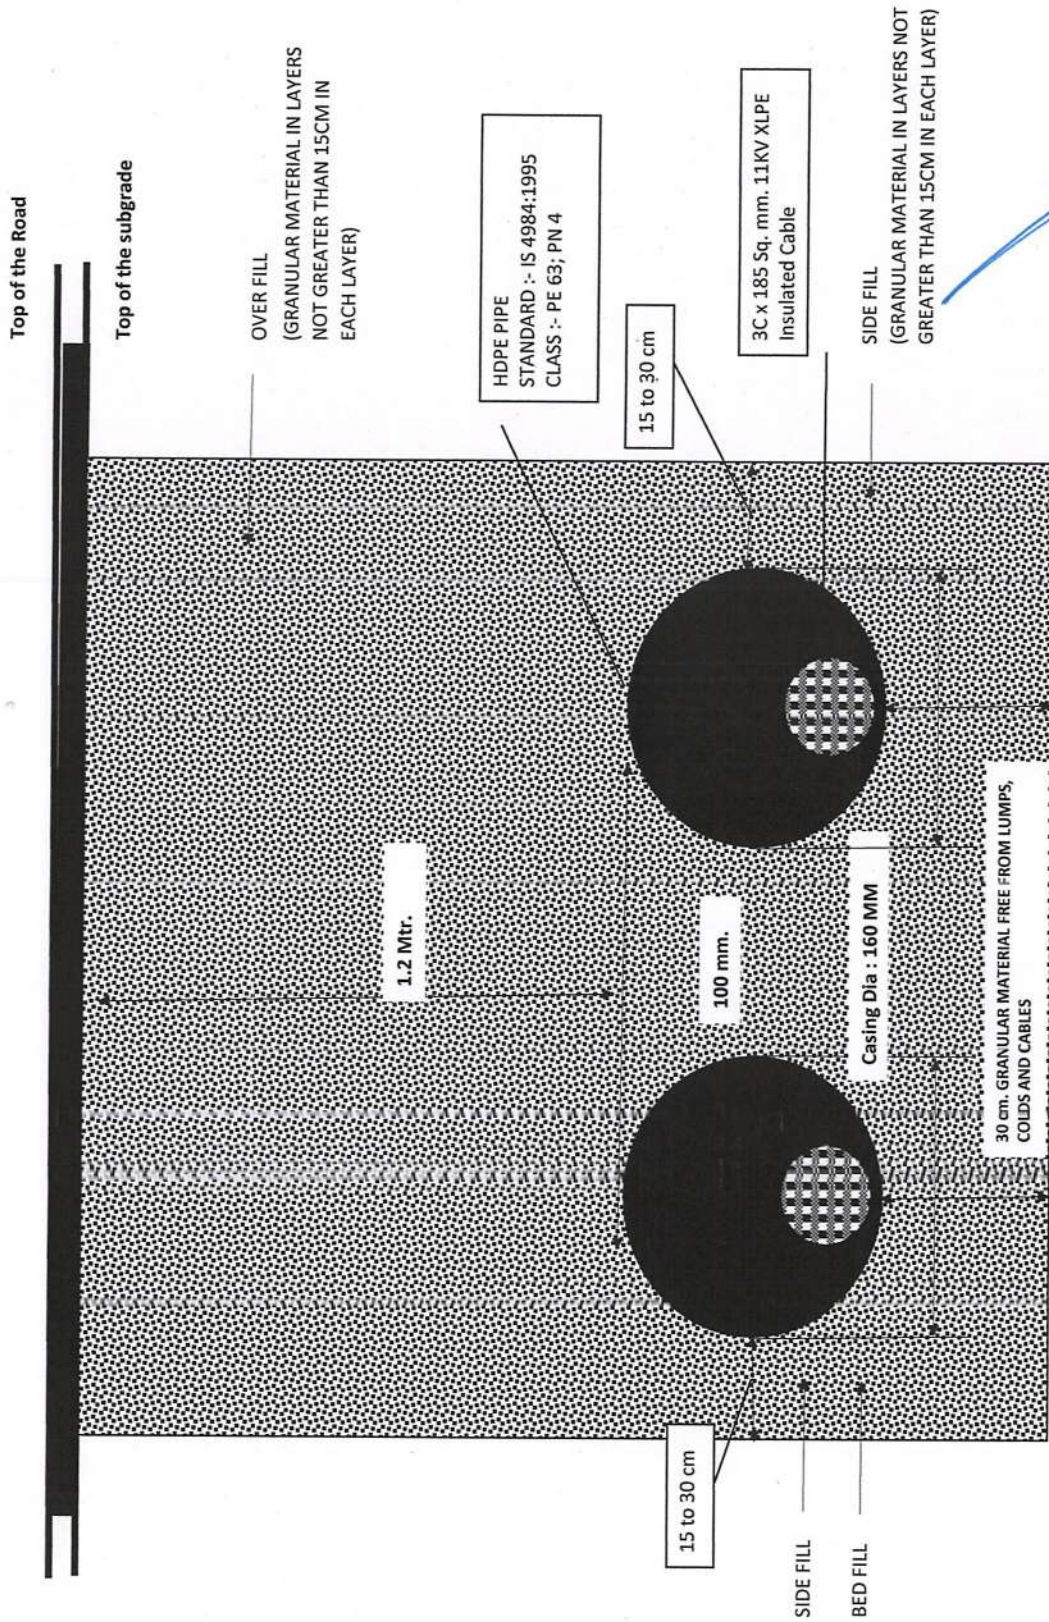 Top of the Road
Top of the subgrade
OVER FILL
(GRANULAR MATERIAL IN LAYERS
NOT GREATER THAN 15CM IN
EACH LAYER)
HDPE PIPE
STANDARD :- IS 4984:1995
CLASS :- PE 63; PN 4
1.2 Mtr.
15 to 30 cm
100 mm.
3C x 185 Sq. mm. 11KV XLPE
Insulated Cable
Casing Dia : 160 MM
SIDE FILL
(GRANULAR MATERIAL IN LAYERS NOT
GREATER THAN 15CM IN EACH LAYER)
15 to 30 cm
SIDE FILL
BED FILL
30 cm. GRANULAR MATERIAL FREE FROM LUMPS,
COLDS AND CABLES